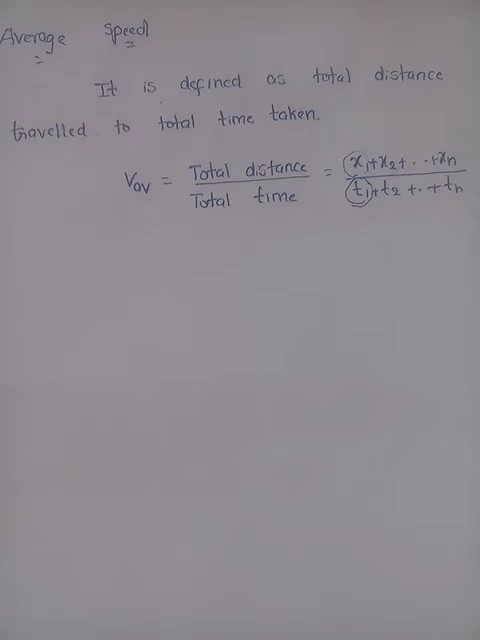 Average Speed
It is defined as total distance
travelled to total time taken.
Vav = Total distance / Total time = x1+x2+..+xn / t1+t2+.+tn